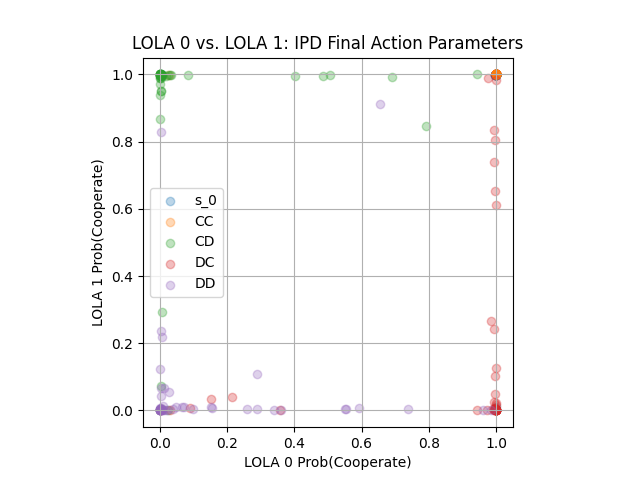 LOLA 0 vs. LOLA 1: IPD Final Action Parameters
1.0
0.8
0.6
0.4
0.2
0.0
LOLA 1 Prob(Cooperate)
s_0
CC
CD
DC
DD
0.0 0.2 0.4 0.6 0.8 1.0
LOLA 0 Prob(Cooperate)